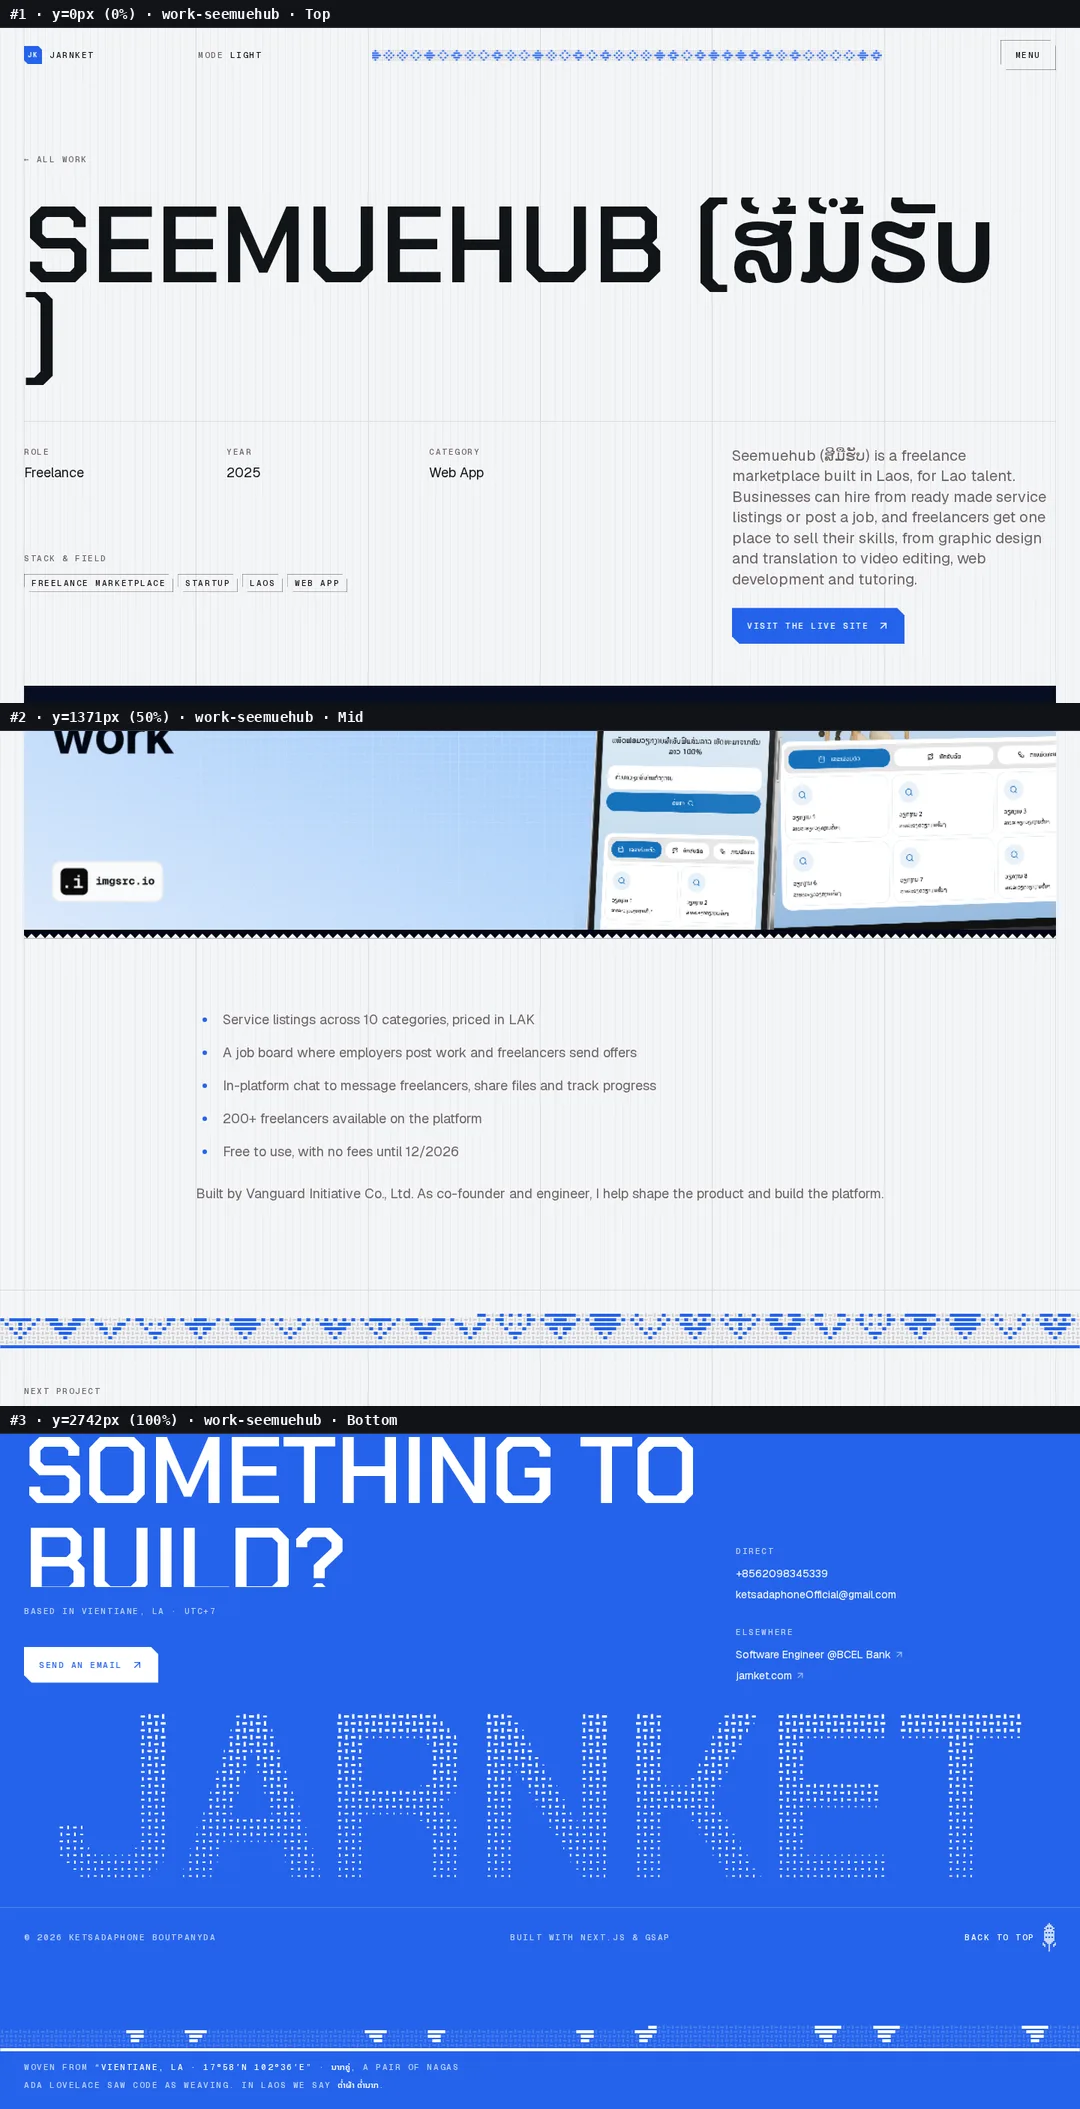 #1 · y=0px (0%) · work-seemuehub · Top
JK JARNKET
MODE LIGHT
MENU
← ALL WORK
SEEMUEHUB (ສີມືຮັບ
)
ROLE
Freelance
YEAR
2025
CATEGORY
Web App
Seemuehub (ສີມືຮັບ) is a freelance
marketplace built in Laos, for Lao talent.
Businesses can hire from ready made service
listings or post a job, and freelancers get one
place to sell their skills, from graphic design
and translation to video editing, web
development and tutoring.
STACK & FIELD
FREELANCE MARKETPLACE
STARTUP
LAOS
WEB APP
VISIT THE LIVE SITE
#2 · y=1371px (50%) · work-seemuehub · Mid
work
.i imgsrc.io
Service listings across 10 categories, priced in LAK
A job board where employers post work and freelancers send offers
In-platform chat to message freelancers, share files and track progress
200+ freelancers available on the platform
Free to use, with no fees until 12/2026
Built by Vanguard Initiative Co., Ltd. As co-founder and engineer, I help shape the product and build the platform.
NEXT PROJECT
#3 · y=2742px (100%) · work-seemuehub · Bottom
SOMETHING TO
BUILD?
BASED IN VIENTIANE, LA · UTC+7
SEND AN EMAIL
DIRECT
+8562098345339
ketsadaphoneOfficial@gmail.com
ELSEWHERE
Software Engineer @BCEL Bank
jarnket.com
JARNKET
© 2026 KETSADAPHONE BOUTPANYDA
BUILT WITH NEXT.JS & GSAP
BACK TO TOP
WOVEN FROM “VIENTIANE, LA · 17°58'N 102°36'E” · ນາກຄູ່, A PAIR OF NAGAS
ADA LOVELACE SAW CODE AS WEAVING. IN LAOS WE SAY